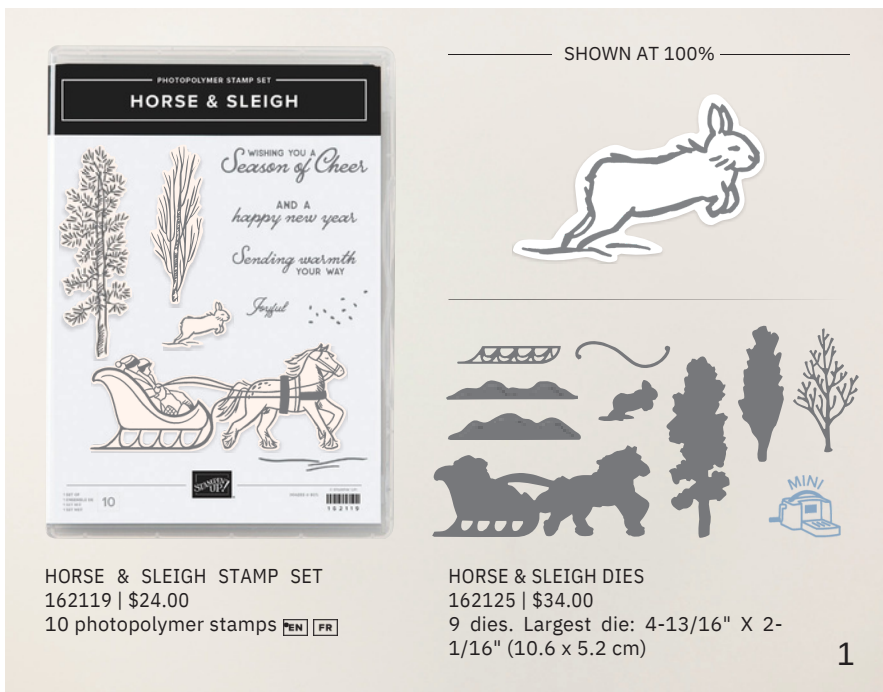 PHOTOPOLYMER STAMP SET
HORSE & SLEIGH
WISHING YOU A
Season of Cheer
AND A
happy new year
Sending warmth
YOUR WAY
Joyful
STAMPIN' UP!
10
162119
HORSE & SLEIGH STAMP SET
162119 | $24.00
10 photopolymer stamps EN FR
SHOWN AT 100%
MINI
HORSE & SLEIGH DIES
162125 | $34.00
9 dies. Largest die: 4-13/16" X 2-
1/16" (10.6 x 5.2 cm)
1